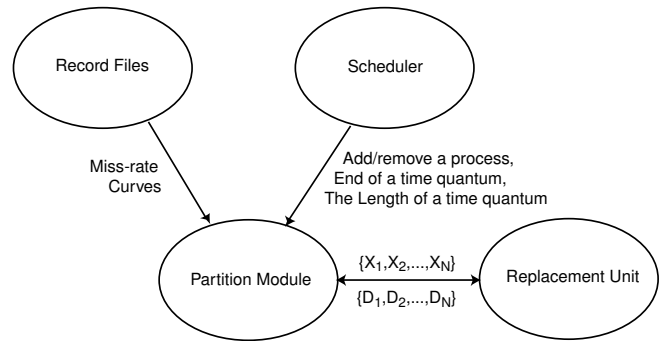 Record Files
Scheduler
Miss-rate
Curves
Add/remove a process,
End of a time quantum,
The Length of a time quantum
Partition Module
{X1,X2,...,XN}
{D1,D2,...,DN}
Replacement Unit